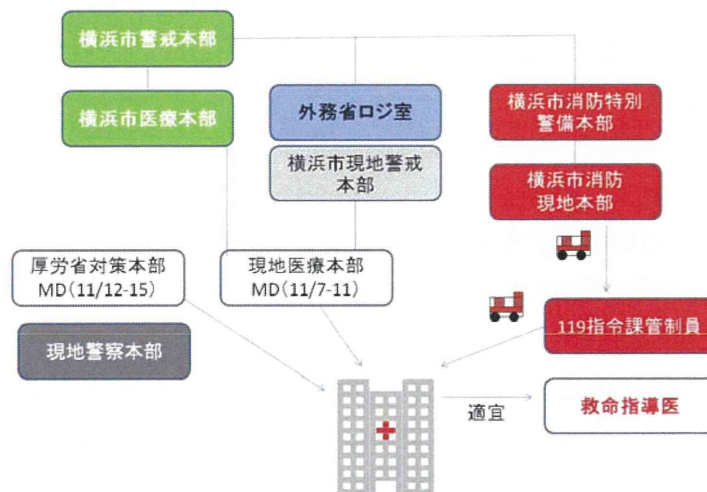 横浜市警戒本部
横浜市医療本部
外務省ロジ室
横浜市消防特別
警備本部
横浜市現地警戒
本部
横浜市消防
現地本部
厚労省対策本部
MD(11/12-15)
現地医療本部
MD(11/7-11)
119指令課管制員
現地警察本部
適宜
救命指導医